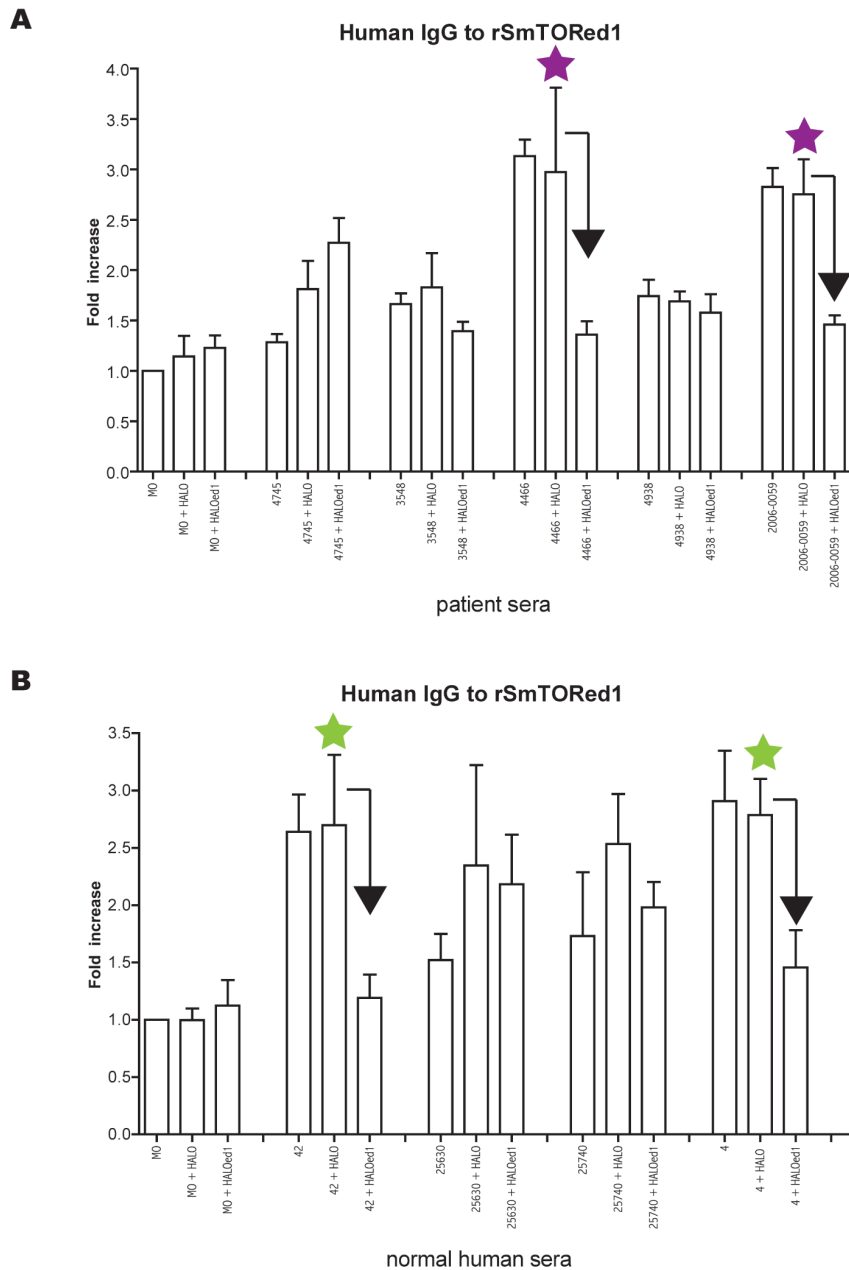 A
Human IgG to rSmTORed1
4.0
3.5
3.0
2.5
2.0
1.5
1.0
0.5
0.0
Fold increase
MO
MO + HALO
MO + HALOed1
4745
4745 + HALO
4745 + HALOed1
3548
3548 + HALO
3548 + HALOed1
4466
4466 + HALO
4466 + HALOed1
4938
4938 + HALO
4938 + HALOed1
2006-0059
2006-0059 + HALO
2006-0059 + HALOed1
patient sera
B
Human IgG to rSmTORed1
3.5
3.0
2.5
2.0
1.5
1.0
0.5
0.0
Fold increase
MO
MO + HALO
MO + HALOed1
42
42 + HALO
42 + HALOed1
25630
25630 + HALO
25630 + HALOed1
25740
25740 + HALO
25740 + HALOed1
4
4 + HALO
4 + HALOed1
normal human sera